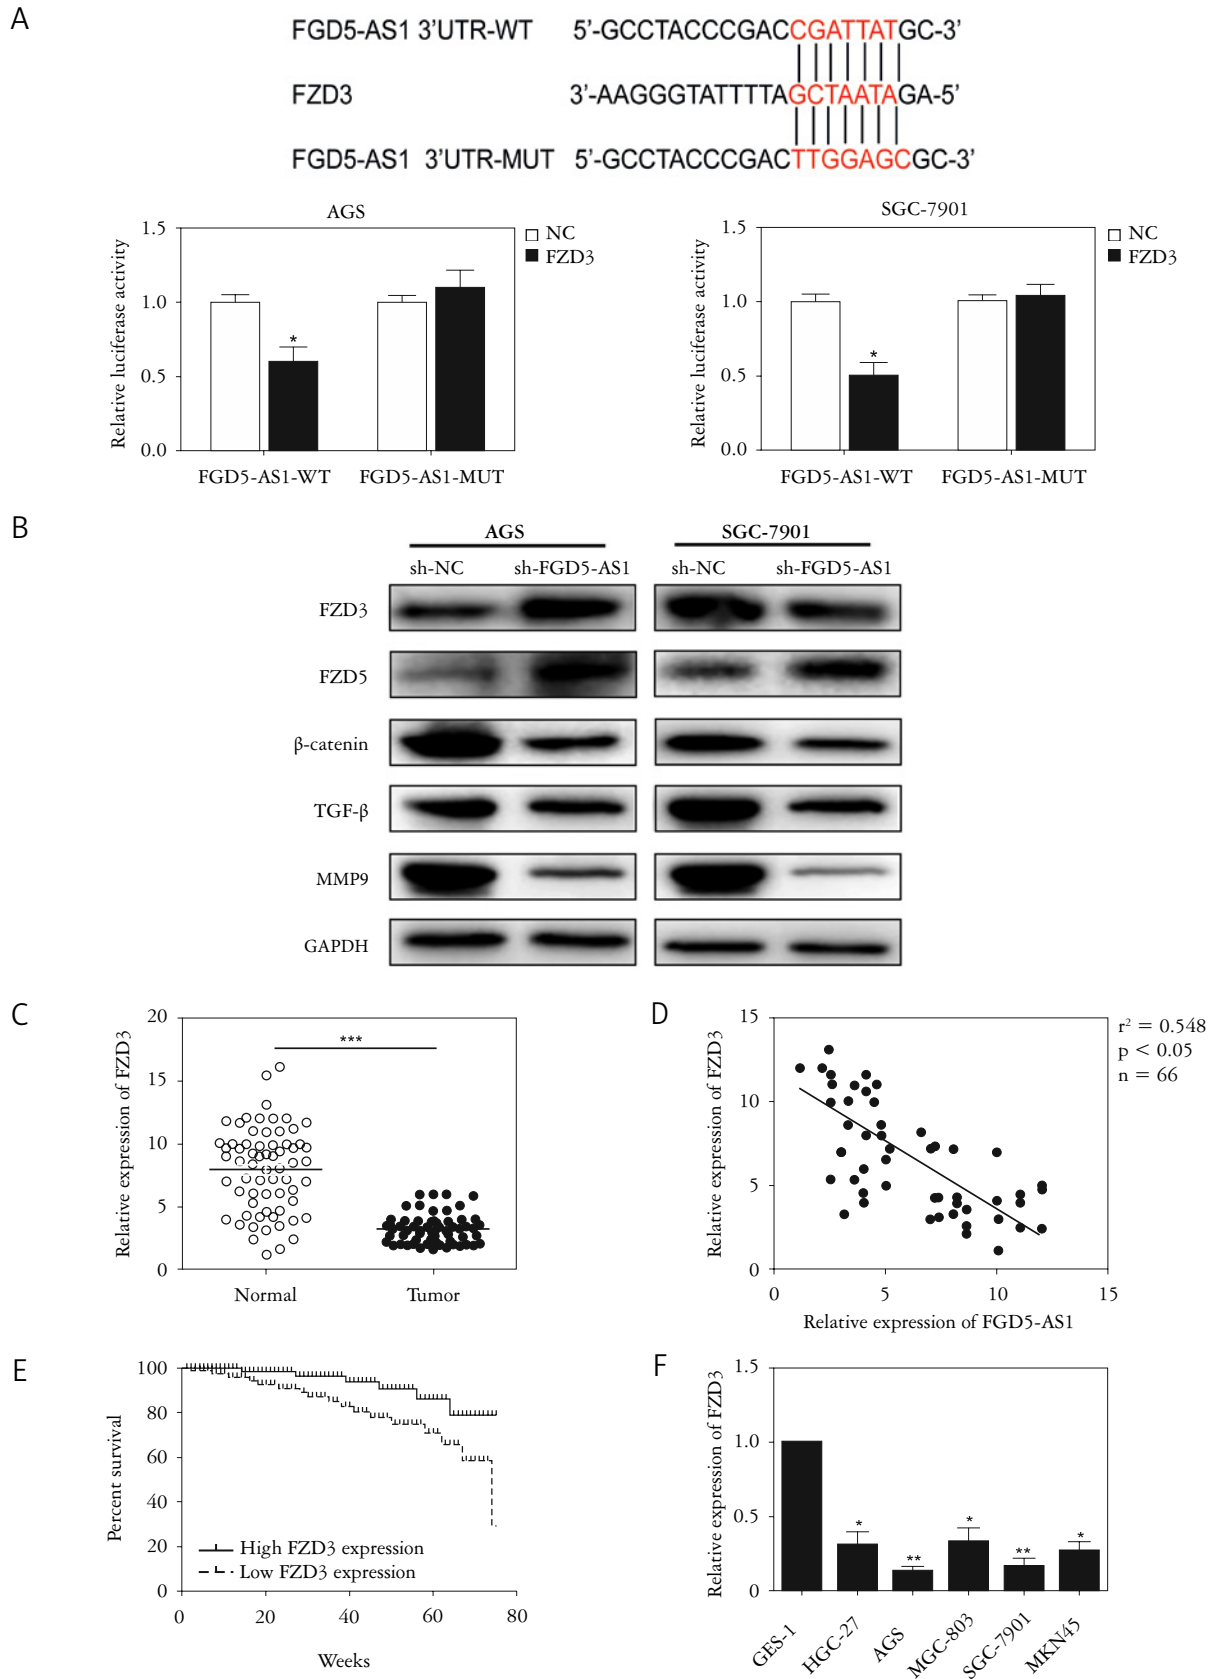 A
FGD5-AS1 3'UTR-WT 5'-GCCTACCCGACCGATTATGC-3'
FZD3 3'-AAGGGTATTTTAGCTAATAGA-5'
FGD5-AS1 3'UTR-MUT 5'-GCCTACCCGACTTGGAGCGC-3'
AGS
Relative luciferase activity
1.5
1.0
0.5
0.0
*
NC
FZD3
FGD5-AS1-WT FGD5-AS1-MUT
SGC-7901
Relative luciferase activity
1.5
1.0
0.5
0.0
*
NC
FZD3
FGD5-AS1-WT FGD5-AS1-MUT
B
AGS SGC-7901
sh-NC sh-FGD5-AS1 sh-NC sh-FGD5-AS1
FZD3
FZD5
β-catenin
TGF-β
MMP9
GAPDH
C
Relative expression of FZD3
20
15
10
5
0
***
Normal Tumor
D
Relative expression of FZD3
15
10
5
0
r² = 0.548
p < 0.05
n = 66
0 5 10 15
Relative expression of FGD5-AS1
E
Percent survival
100
80
60
40
20
0
High FZD3 expression
Low FZD3 expression
0 20 40 60 80
Weeks
F
Relative expression of FZD3
1.5
1.0
0.5
0
* ** * ** *
GES-1 HGC-27 AGS MGC-803 SGC-7901 MKN45